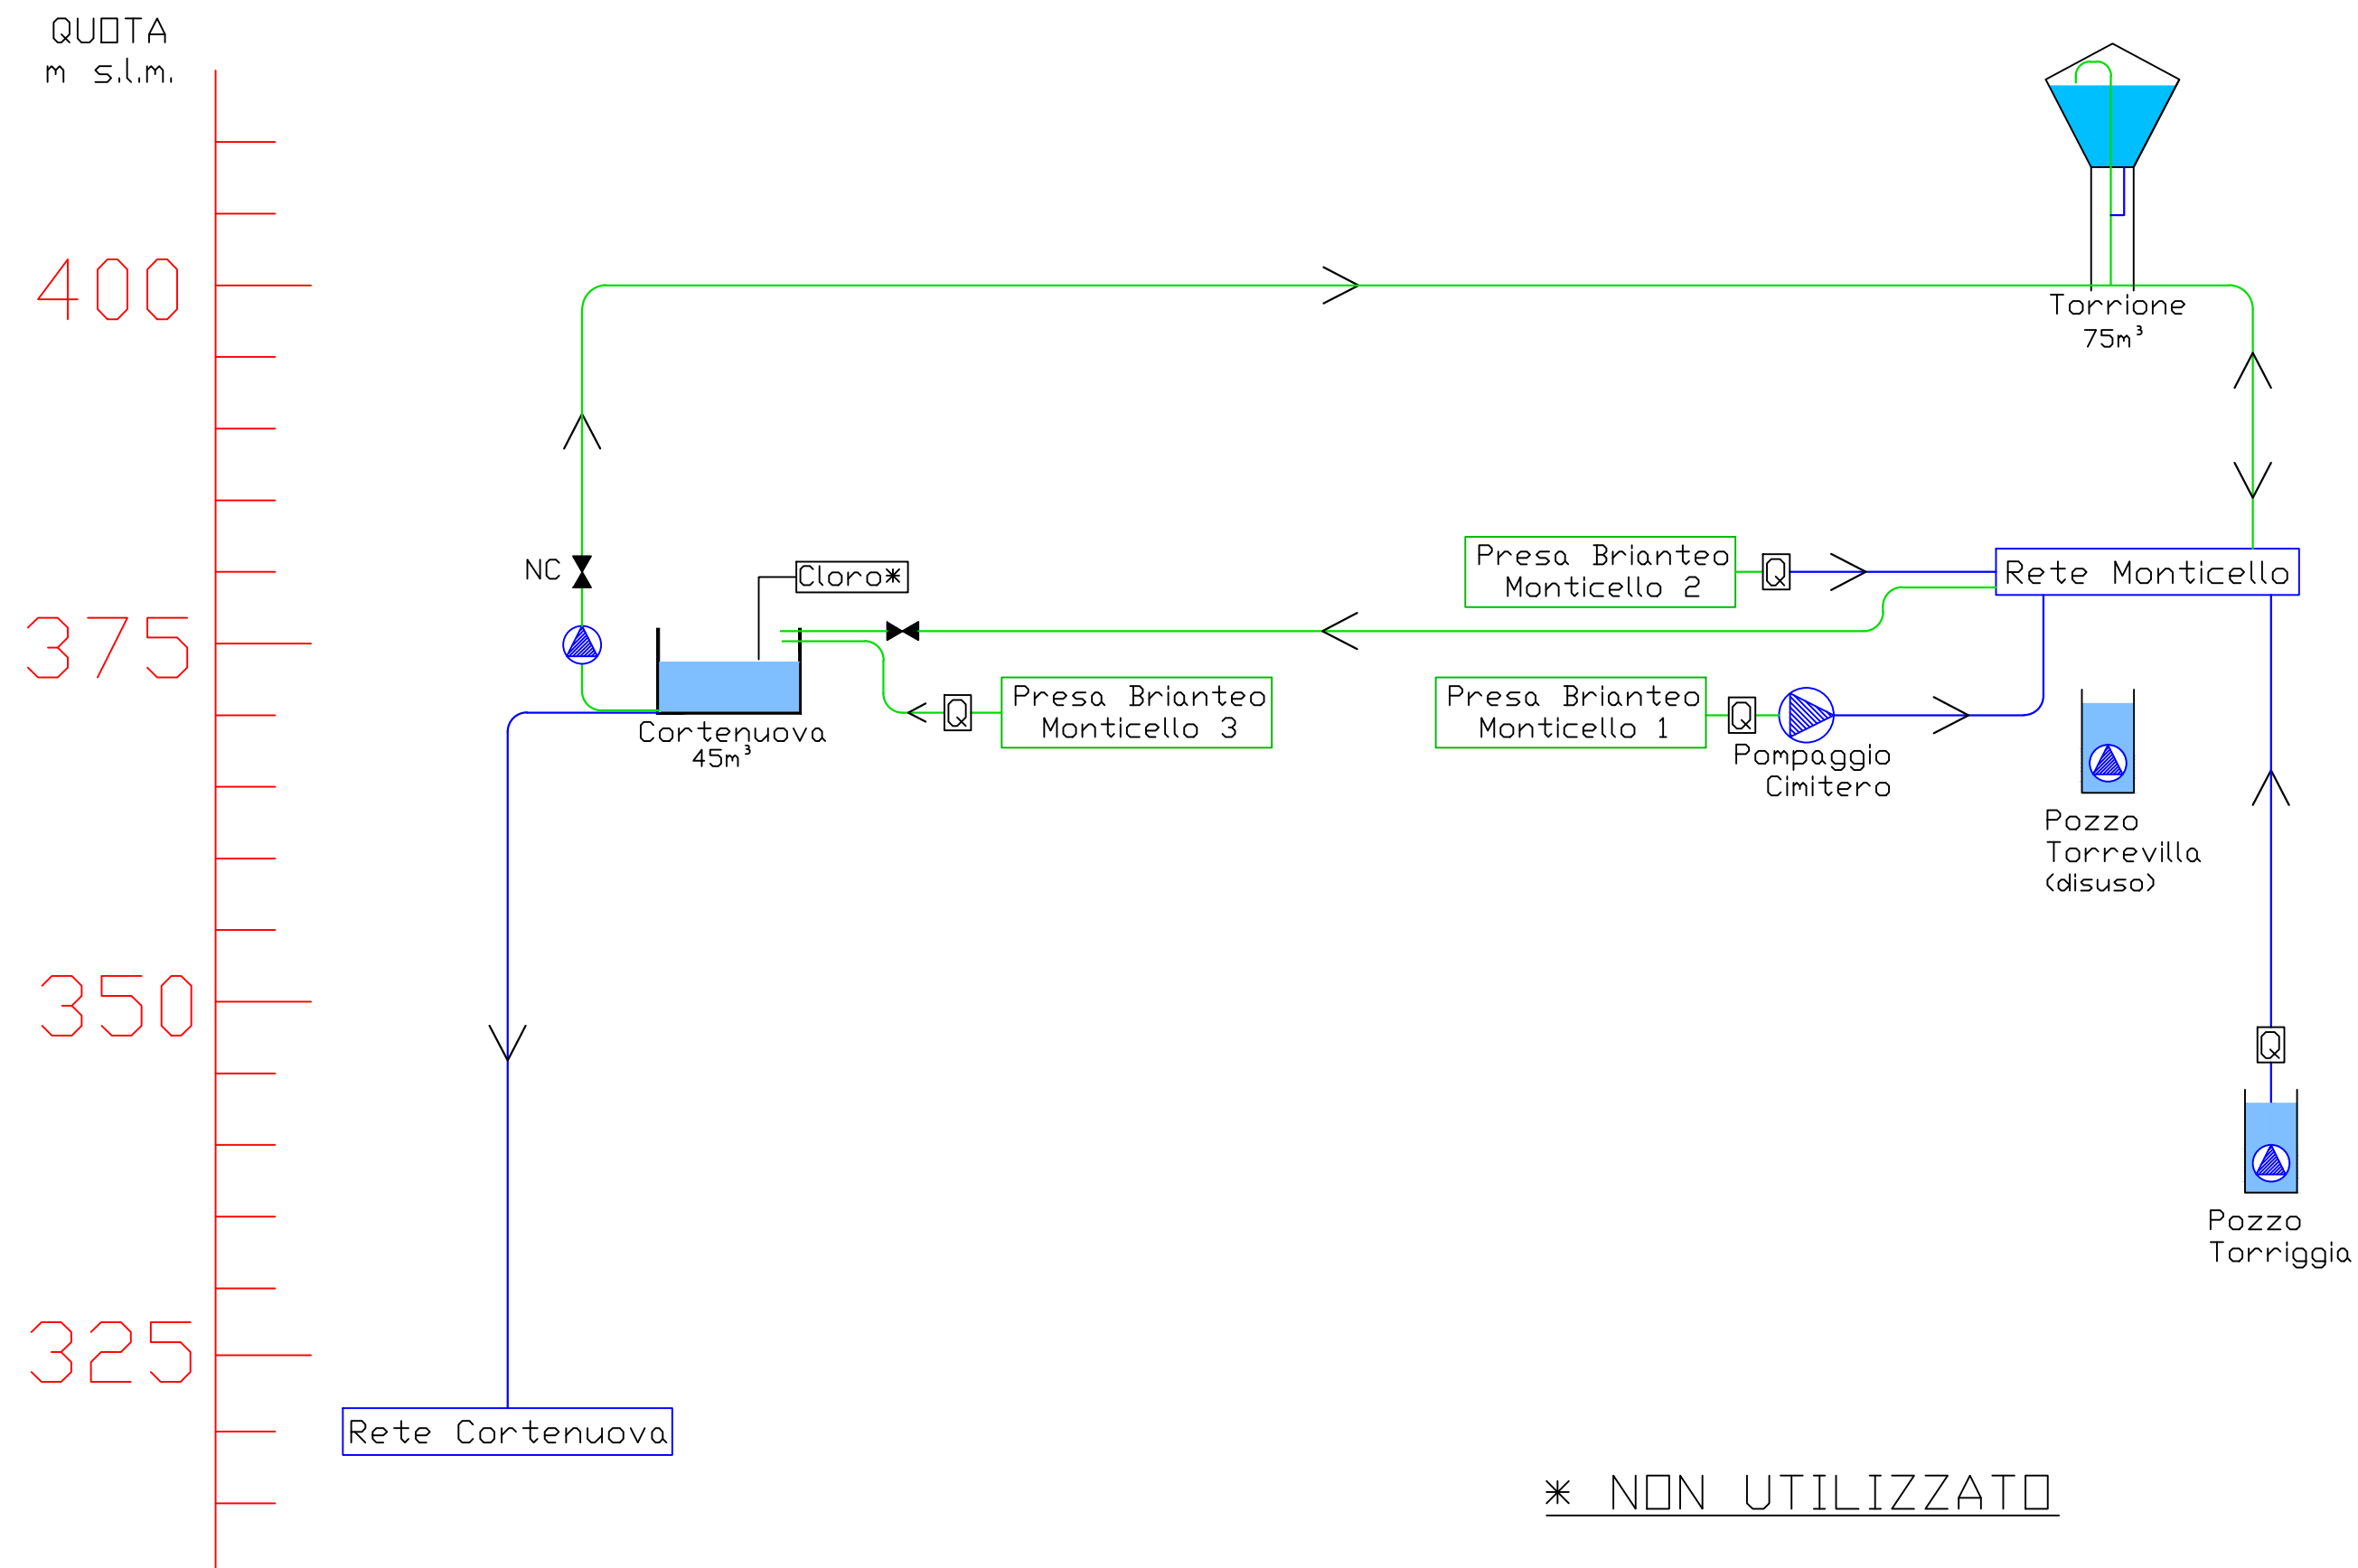 QUOTA
m s.l.m.
400
375
350
325
Torrione
75m³
NC
Cloro*
Cortenuova
45m³
Q
Presa Brianteo
Monticello 3
Presa Brianteo
Monticello 2
Q
Rete Monticello
Presa Brianteo
Monticello 1
Q
Pompaggio
Cimitero
Pozzo
Torrevilla
(disuso)
Q
Pozzo
Torriggia
Rete Cortenuova
* NON UTILIZZATO